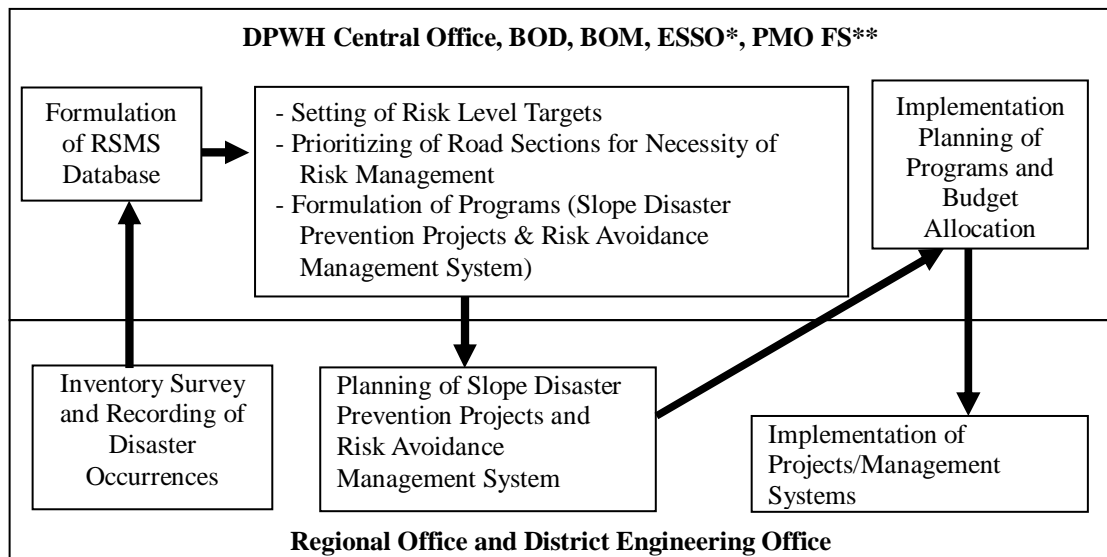 DPWH Central Office, BOD, BOM, ESSO*, PMO FS**
Formulation
of RSMS
Database
- Setting of Risk Level Targets
- Prioritizing of Road Sections for Necessity of
Risk Management
- Formulation of Programs (Slope Disaster
Prevention Projects & Risk Avoidance
Management System)
Implementation
Planning of
Programs and
Budget
Allocation
Inventory Survey
and Recording of
Disaster
Occurrences
Planning of Slope Disaster
Prevention Projects and
Risk Avoidance
Management System
Implementation of
Projects/Management
Systems
Regional Office and District Engineering Office